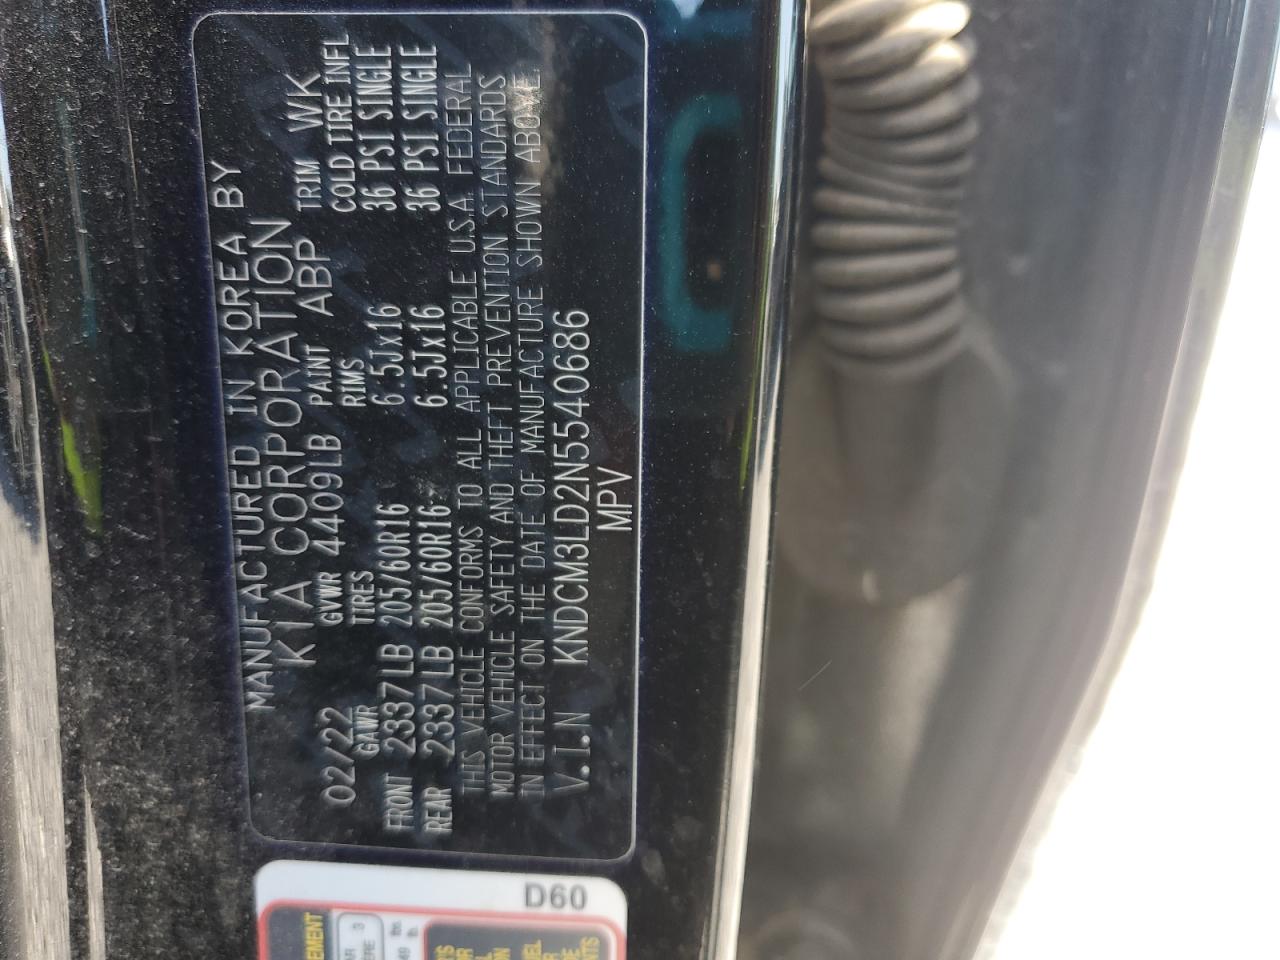 MANUFACTURED IN KOREA BY
KIA CORPORATION
02/22 GVWR 4409LB PAINT ABP TRIM WK
GAWR TIRES RIMS COLD TIRE INFL
FRONT 2337LB 205/60R16 6.5Jx16 36 PSI SINGLE
REAR 2337LB 205/60R16 6.5Jx16 36 PSI SINGLE
THIS VEHICLE CONFORMS TO ALL APPLICABLE U.S.A. FEDERAL
MOTOR VEHICLE SAFETY AND THEFT PREVENTION STANDARDS
IN EFFECT ON THE DATE OF MANUFACTURE SHOWN ABOVE.
V.I.N KNDCM3LD2N5540686
MPV
D60